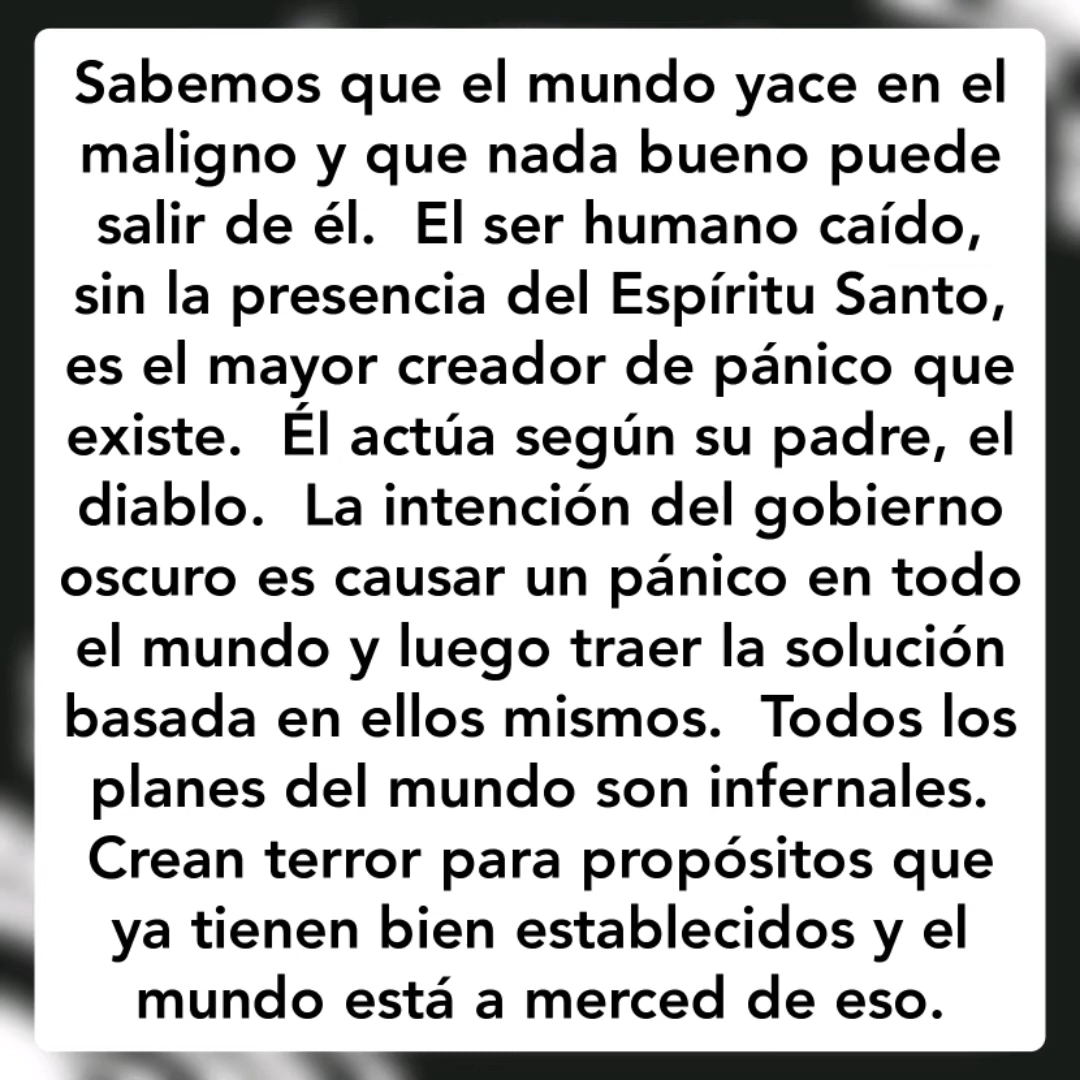 Sabemos que el mundo yace en el
maligno y que nada bueno puede
salir de él.  El ser humano caído,
sin la presencia del Espíritu Santo,
es el mayor creador de pánico que
existe.  Él actúa según su padre, el
diablo.  La intención del gobierno
oscuro es causar un pánico en todo
el mundo y luego traer la solución
basada en ellos mismos.  Todos los
planes del mundo son infernales.
Crean terror para propósitos que
ya tienen bien establecidos y el
mundo está a merced de eso.